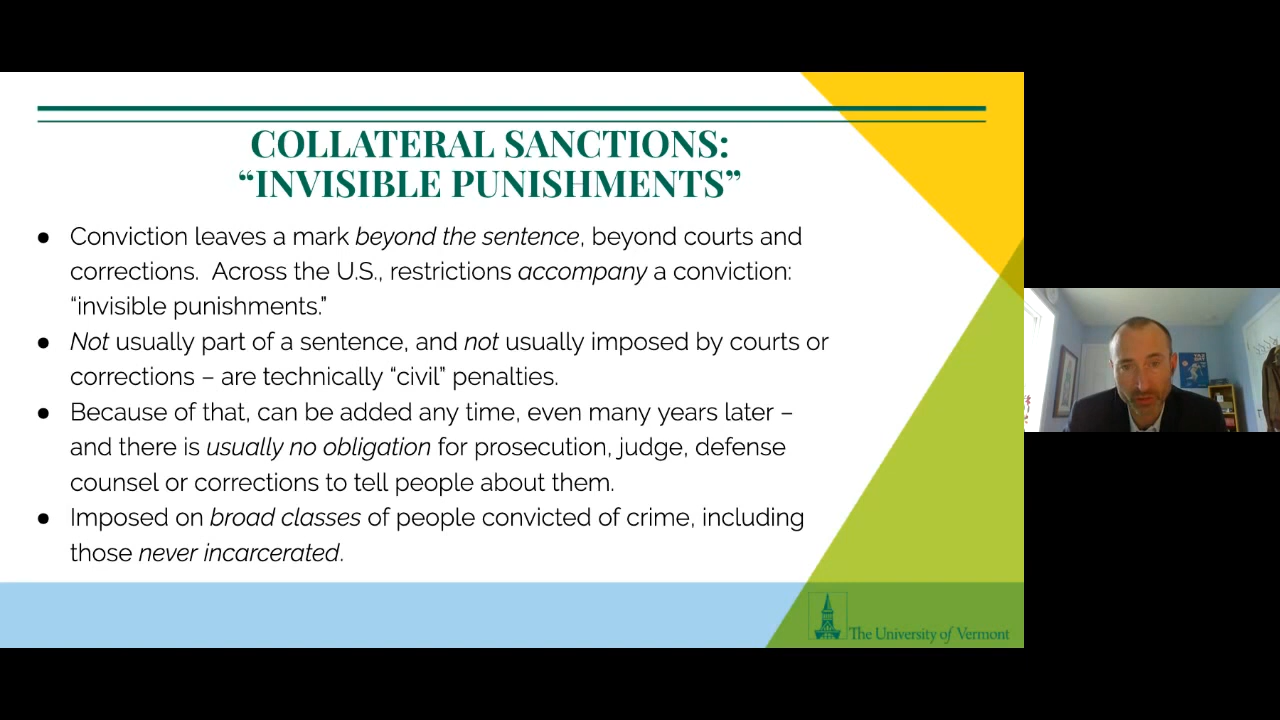 COLLATERAL SANCTIONS:
“INVISIBLE PUNISHMENTS”
● Conviction leaves a mark beyond the sentence, beyond courts and
corrections. Across the U.S., restrictions accompany a conviction:
“invisible punishments.”
● Not usually part of a sentence, and not usually imposed by courts or
corrections – are technically “civil” penalties.
● Because of that, can be added any time, even many years later –
and there is usually no obligation for prosecution, judge, defense
counsel or corrections to tell people about them.
● Imposed on broad classes of people convicted of crime, including
those never incarcerated.
The University of Vermont